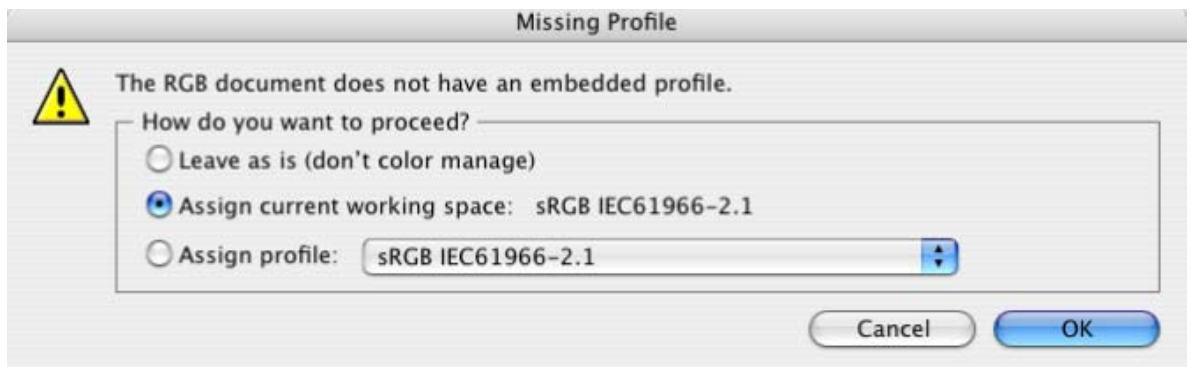 Missing Profile
The RGB document does not have an embedded profile.
How do you want to proceed?
Leave as is (don't color manage)
Assign current working space: sRGB IEC61966-2.1
Assign profile: sRGB IEC61966-2.1
Cancel OK